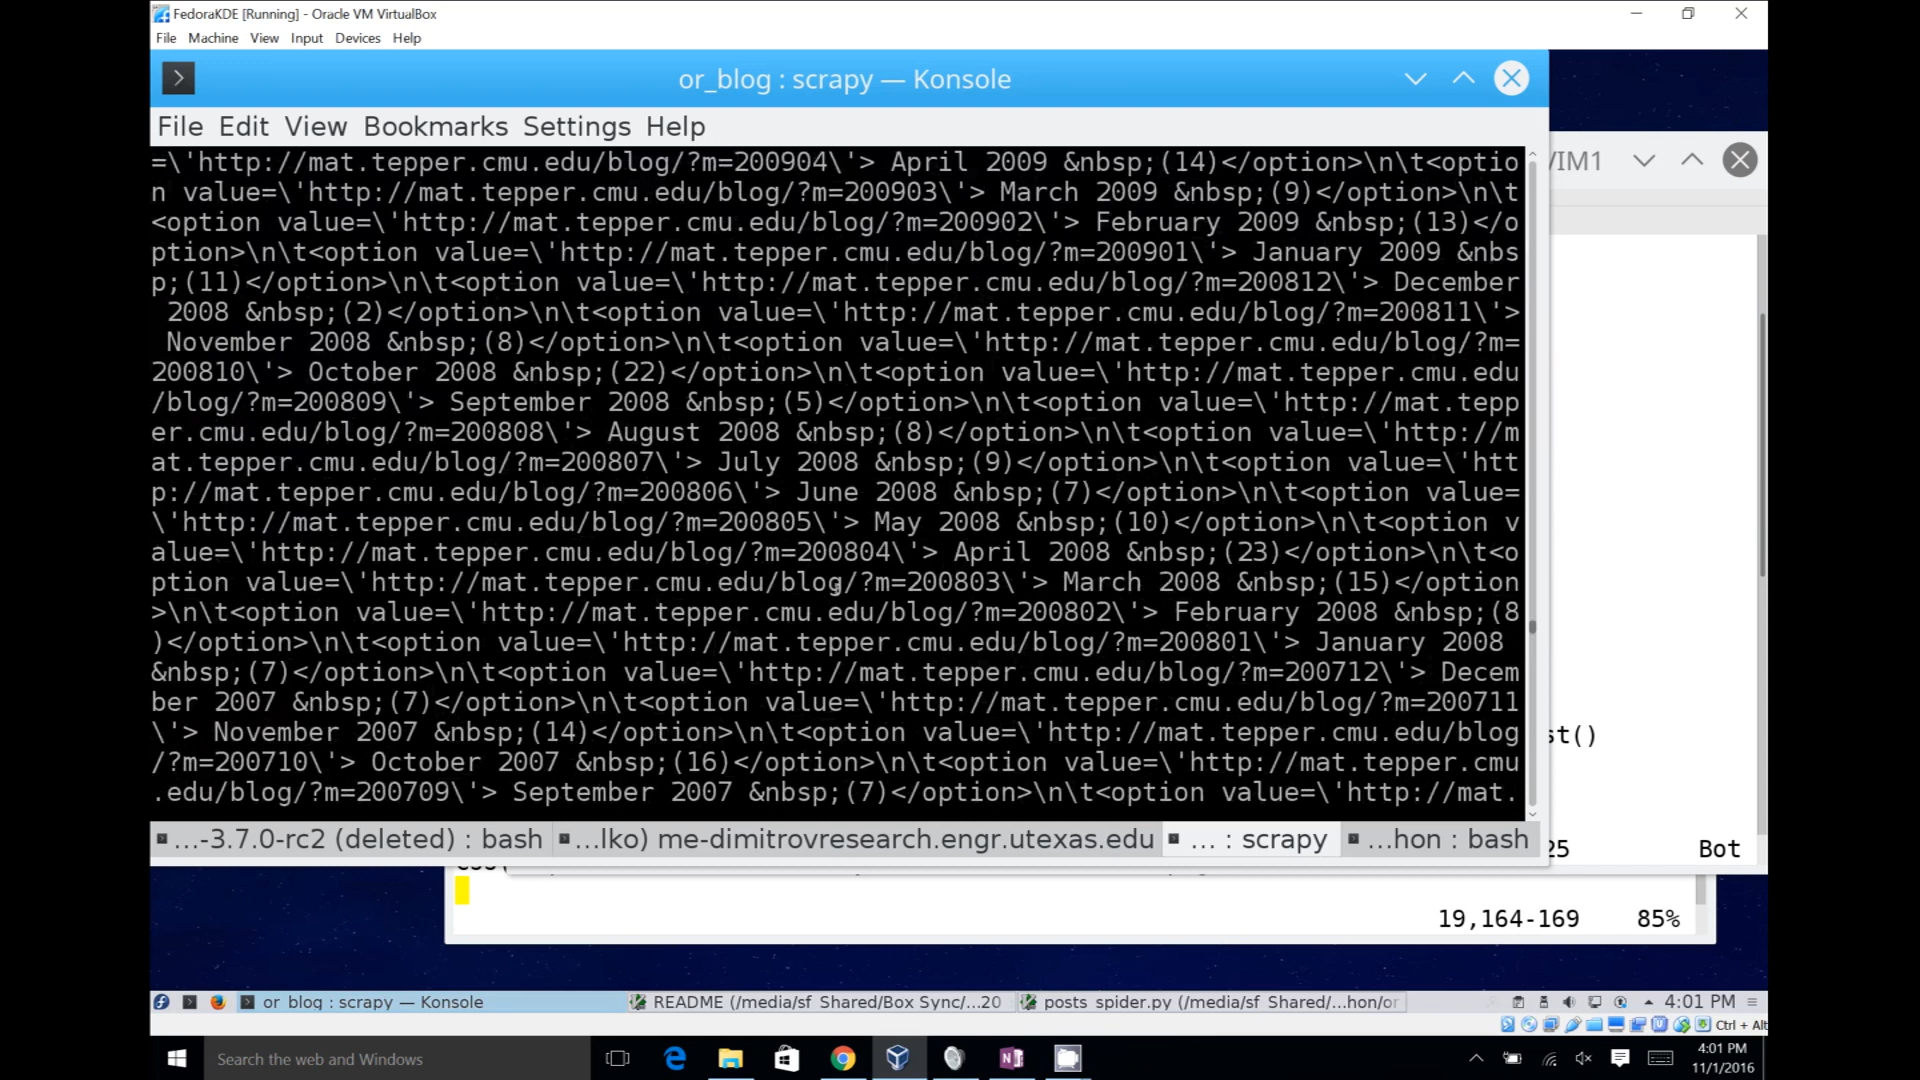 FedoraKDE [Running] - Oracle VM VirtualBox
File Machine View Input Devices Help
or_blog : scrapy — Konsole
File Edit View Bookmarks Settings Help
=\'http://mat.tepper.cmu.edu/blog/?m=200904\'> April 2009 &nbsp;(14)</option>\n\t<optio
n value=\'http://mat.tepper.cmu.edu/blog/?m=200903\'> March 2009 &nbsp;(9)</option>\n\t
<option value=\'http://mat.tepper.cmu.edu/blog/?m=200902\'> February 2009 &nbsp;(13)</o
ption>\n\t<option value=\'http://mat.tepper.cmu.edu/blog/?m=200901\'> January 2009 &nbs
p;(11)</option>\n\t<option value=\'http://mat.tepper.cmu.edu/blog/?m=200812\'> December
2008 &nbsp;(2)</option>\n\t<option value=\'http://mat.tepper.cmu.edu/blog/?m=200811\'>
November 2008 &nbsp;(8)</option>\n\t<option value=\'http://mat.tepper.cmu.edu/blog/?m=
200810\'> October 2008 &nbsp;(22)</option>\n\t<option value=\'http://mat.tepper.cmu.edu
/blog/?m=200809\'> September 2008 &nbsp;(5)</option>\n\t<option value=\'http://mat.tepp
er.cmu.edu/blog/?m=200808\'> August 2008 &nbsp;(8)</option>\n\t<option value=\'http://m
at.tepper.cmu.edu/blog/?m=200807\'> July 2008 &nbsp;(9)</option>\n\t<option value=\'htt
p://mat.tepper.cmu.edu/blog/?m=200806\'> June 2008 &nbsp;(7)</option>\n\t<option value=
\'http://mat.tepper.cmu.edu/blog/?m=200805\'> May 2008 &nbsp;(10)</option>\n\t<option v
alue=\'http://mat.tepper.cmu.edu/blog/?m=200804\'> April 2008 &nbsp;(23)</option>\n\t<o
ption value=\'http://mat.tepper.cmu.edu/blog/?m=200803\'> March 2008 &nbsp;(15)</option
>\n\t<option value=\'http://mat.tepper.cmu.edu/blog/?m=200802\'> February 2008 &nbsp;(8
)</option>\n\t<option value=\'http://mat.tepper.cmu.edu/blog/?m=200801\'> January 2008
&nbsp;(7)</option>\n\t<option value=\'http://mat.tepper.cmu.edu/blog/?m=200712\'> Decem
ber 2007 &nbsp;(7)</option>\n\t<option value=\'http://mat.tepper.cmu.edu/blog/?m=200711
\'> November 2007 &nbsp;(14)</option>\n\t<option value=\'http://mat.tepper.cmu.edu/blog
/?m=200710\'> October 2007 &nbsp;(16)</option>\n\t<option value=\'http://mat.tepper.cmu
.edu/blog/?m=200709\'> September 2007 &nbsp;(7)</option>\n\t<option value=\'http://mat.
...-3.7.0-rc2 (deleted) : bash ...lko) me-dimitrovresearch.engr.utexas.edu ... : scrapy ...hon : bash
VIM1
st()
25 Bot
19,164-169 85%
or_blog : scrapy — Konsole README (/media/sf_Shared/Box Sync/...20 posts_spider.py (/media/sf_Shared/...hon/or 4:01 PM
Ctrl + Alt
Search the web and Windows
4:01 PM
11/1/2016